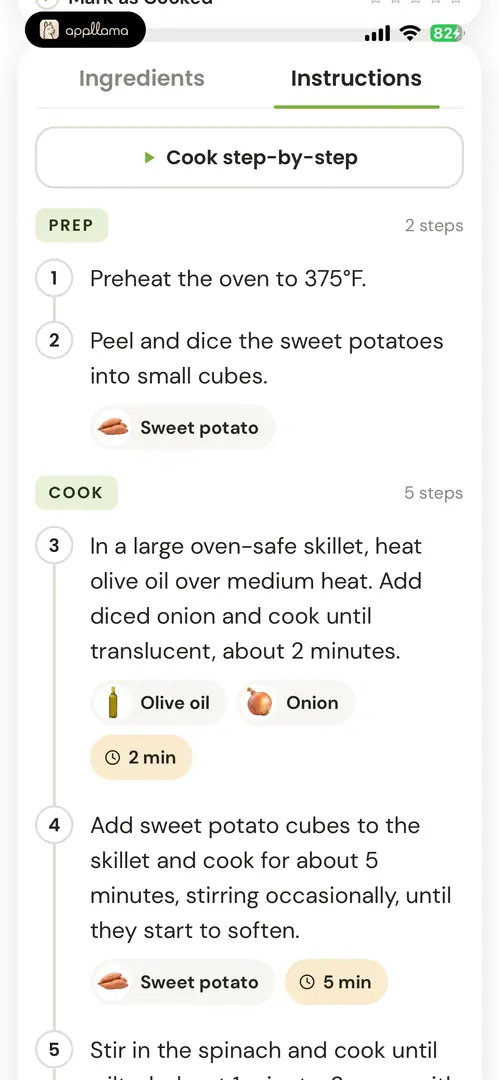 Mark as Cooked
appllama
82
Ingredients
Instructions
Cook step-by-step
PREP
2 steps
1
Preheat the oven to 375°F.
2
Peel and dice the sweet potatoes
into small cubes.
Sweet potato
COOK
5 steps
3
In a large oven-safe skillet, heat
olive oil over medium heat. Add
diced onion and cook until
translucent, about 2 minutes.
Olive oil
Onion
2 min
4
Add sweet potato cubes to the
skillet and cook for about 5
minutes, stirring occasionally, until
they start to soften.
Sweet potato
5 min
5
Stir in the spinach and cook until